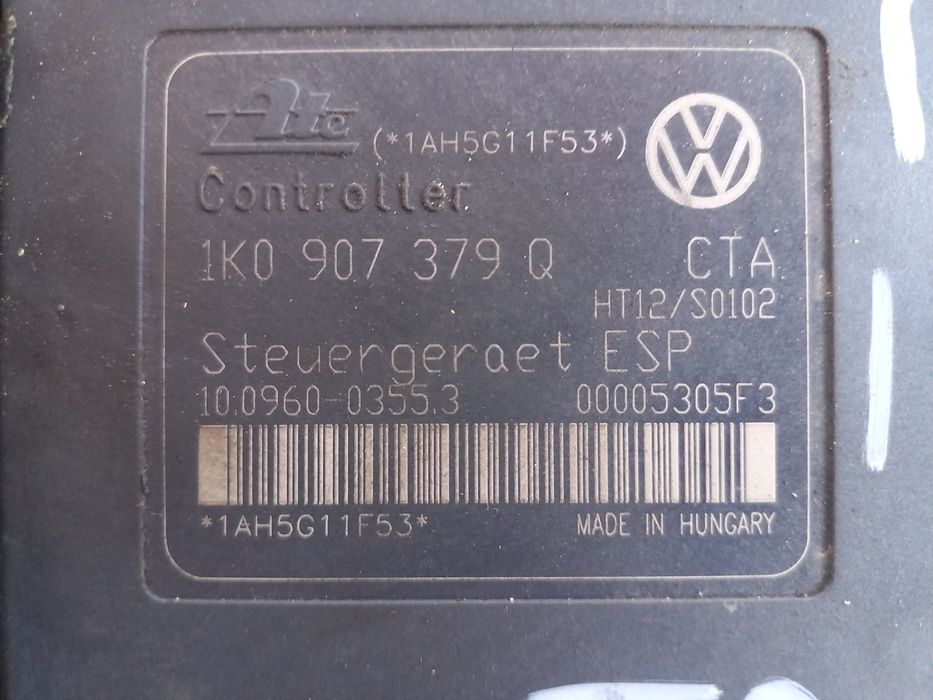 Ate (*1AH5G11F53*)
Controller
1K0 907 379 Q CTA
HT12/S0102
Steuergeraet ESP
10.0960-0355.3 00005305F3
*1AH5G11F53* MADE IN HUNGARY